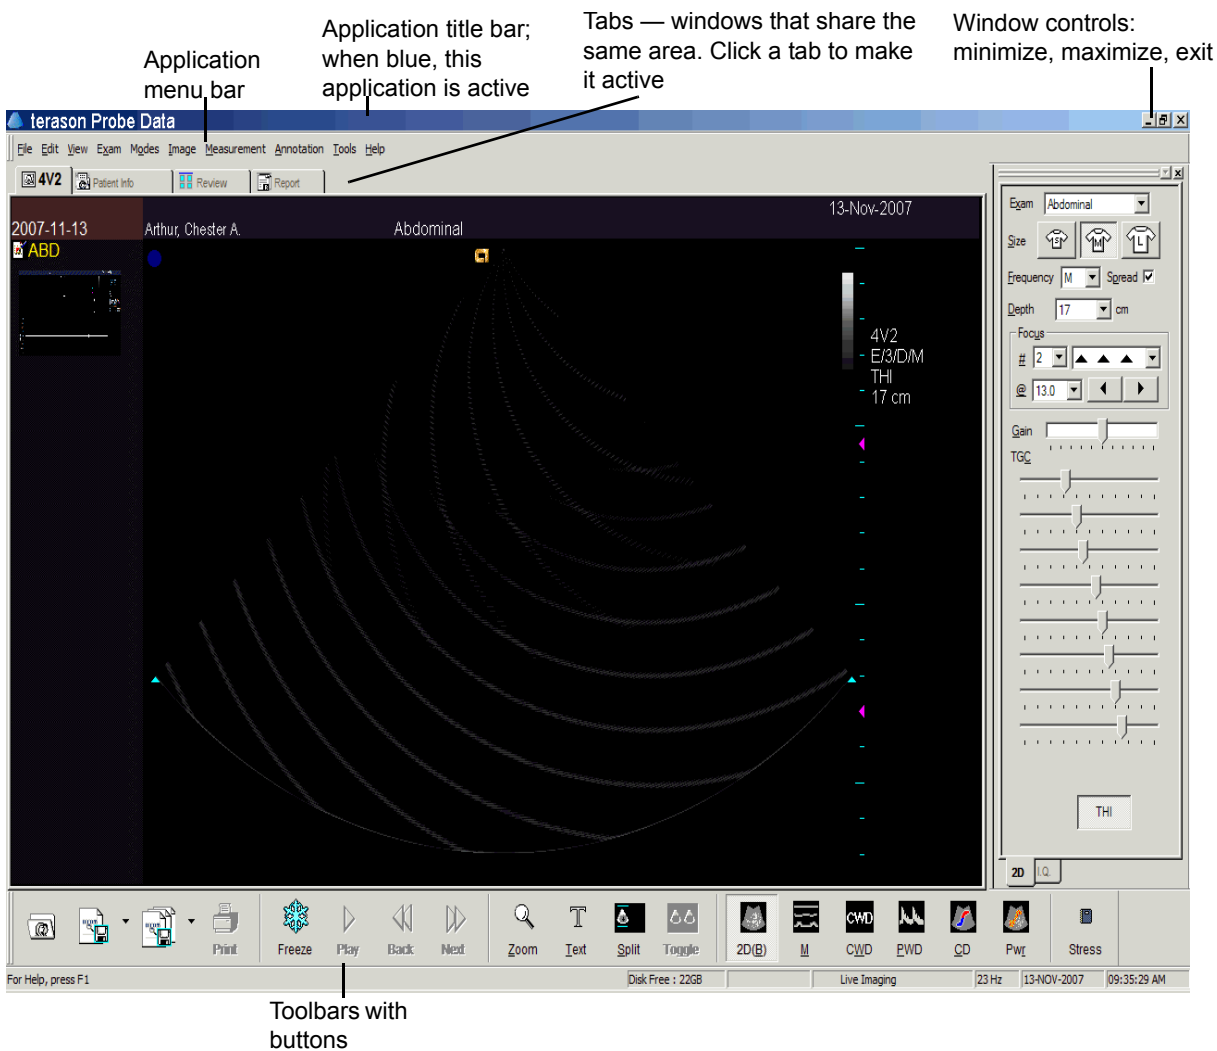 Application
menu bar
Application title bar;
when blue, this
application is active
Tabs — windows that share the
same area. Click a tab to make
it active
Window controls:
minimize, maximize, exit
terason Probe Data
File Edit View Exam Modes Image Measurement Annotation Tools Help
4V2 Patient Info Review Report
13-Nov-2007
2007-11-13 Arthur, Chester A. Abdominal
ABD
4V2
E/3/D/M
THI
17 cm
Exam Abdominal
Size S M L
Frequency M Spread
Depth 17 cm
Focus
# 2
@ 13.0
Gain
TGC
THI
2D I.Q.
Print Freeze Play Back Next Zoom Text Split Toggle 2D(B) M CWD PWD CD Pwr Stress
CWD
For Help, press F1 Disk Free : 22GB Live Imaging 23 Hz 13-NOV-2007 09:35:29 AM
Toolbars with
buttons